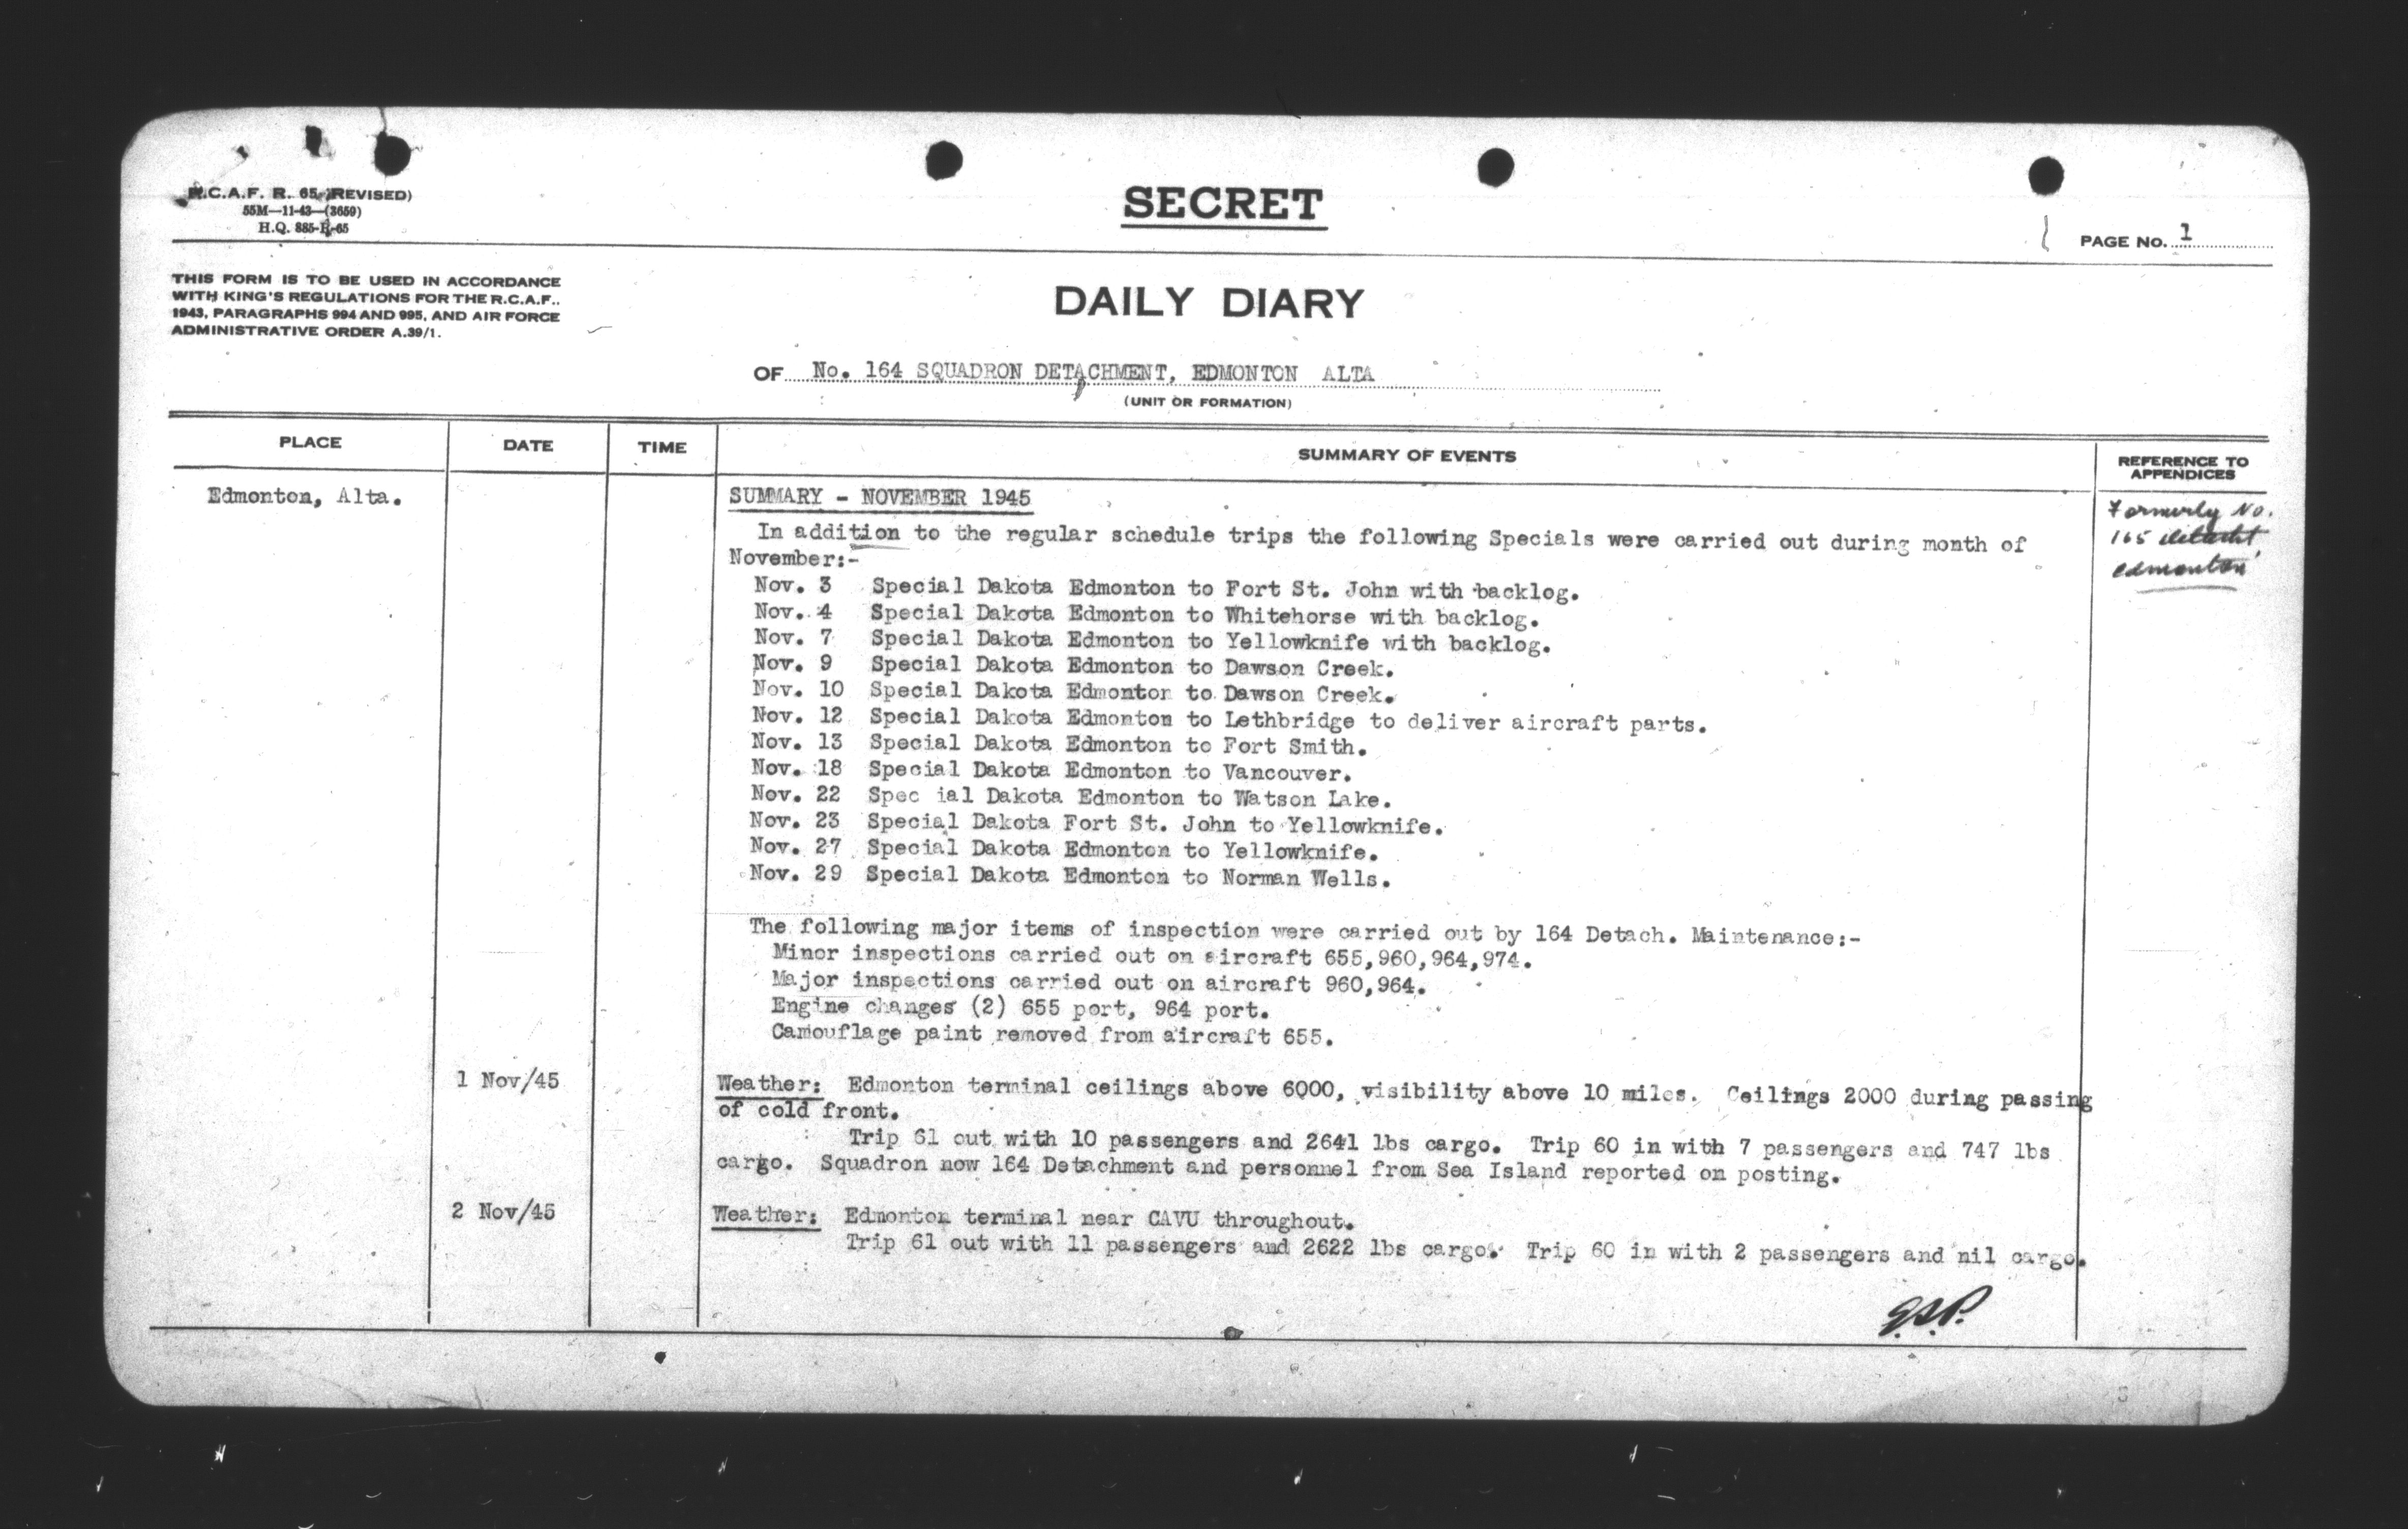 R.C.A.F. R. 65 (REVISED)
55M—11-43—(3659)
H.Q. 885-R-65
SECRET
PAGE No. 1
THIS FORM IS TO BE USED IN ACCORDANCE
WITH KING'S REGULATIONS FOR THE R.C.A.F.,
1943, PARAGRAPHS 994 AND 995, AND AIR FORCE
ADMINISTRATIVE ORDER A.39/1.
DAILY DIARY
OF No. 164 SQUADRON DETACHMENT, EDMONTON ALTA
(UNIT OR FORMATION)
PLACE DATE TIME SUMMARY OF EVENTS REFERENCE TO
APPENDICES
Edmonton, Alta.
SUMMARY - NOVEMBER 1945
Formerly No.
165
Edmonton
In addition to the regular schedule trips the following Specials were carried out during month of
November:-
Nov. 3 Special Dakota Edmonton to Fort St. John with backlog.
Nov. 4 Special Dakota Edmonton to Whitehorse with backlog.
Nov. 7 Special Dakota Edmonton to Yellowknife with backlog.
Nov. 9 Special Dakota Edmonton to Dawson Creek.
Nov. 10 Special Dakota Edmonton to Dawson Creek.
Nov. 12 Special Dakota Edmonton to Lethbridge to deliver aircraft parts.
Nov. 13 Special Dakota Edmonton to Fort Smith.
Nov. 18 Special Dakota Edmonton to Vancouver.
Nov. 22 Spec ial Dakota Edmonton to Watson Lake.
Nov. 23 Special Dakota Fort St. John to Yellowknife.
Nov. 27 Special Dakota Edmonton to Yellowknife.
Nov. 29 Special Dakota Edmonton to Norman Wells.
The following major items of inspection were carried out by 164 Detach. Maintenance:-
Minor inspections carried out on aircraft 655,960,964,974.
Major inspections carried out on aircraft 960,964.
Engine changes (2) 655 port, 964 port.
Camouflage paint removed from aircraft 655.
1 Nov/45 Weather: Edmonton terminal ceilings above 6000, visibility above 10 miles. Ceilings 2000 during passing
of cold front.
Trip 61 out with 10 passengers and 2641 lbs cargo. Trip 60 in with 7 passengers and 747 lbs
cargo. Squadron now 164 Detachment and personnel from Sea Island reported on posting.
2 Nov/45 Weather: Edmonton terminal near CAVU throughout.
Trip 61 out with 11 passengers and 2622 lbs cargo. Trip 60 in with 2 passengers and nil cargo.